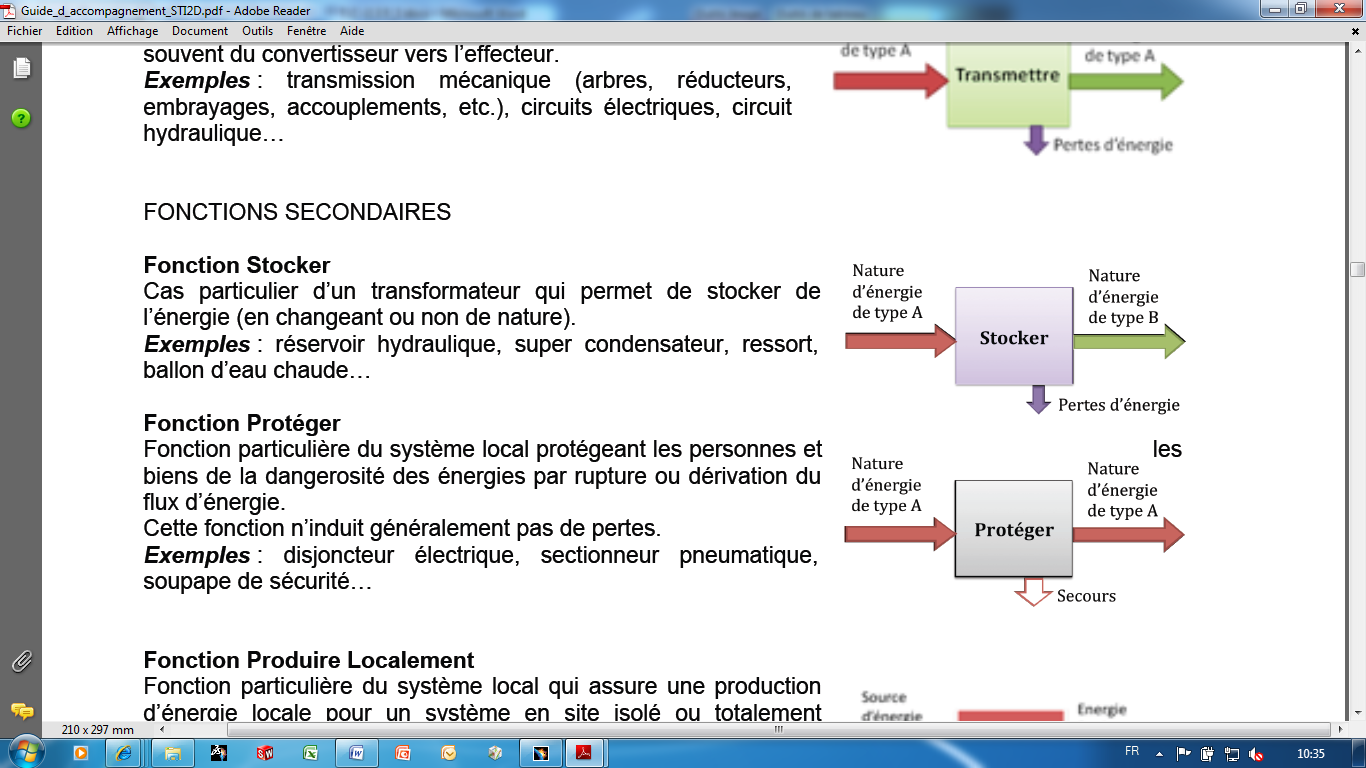 Guide_d_accompagnement_STI2D.pdf - Adobe Reader
Fichier Edition Affichage Document Outils Fenêtre Aide
souvent du convertisseur vers l’effecteur.
Exemples : transmission mécanique (arbres, réducteurs,
embrayages, accouplements, etc.), circuits électriques, circuit
hydraulique…
de type A
Transmettre
de type A
Pertes d’énergie
FONCTIONS SECONDAIRES
Fonction Stocker
Cas particulier d’un transformateur qui permet de stocker de
l’énergie (en changeant ou non de nature).
Exemples : réservoir hydraulique, super condensateur, ressort,
ballon d’eau chaude…
Nature
d’énergie
de type A
Stocker
Nature
d’énergie
de type B
Pertes d’énergie
Fonction Protéger
Fonction particulière du système local protégeant les personnes et les
biens de la dangerosité des énergies par rupture ou dérivation du
flux d’énergie.
Cette fonction n’induit généralement pas de pertes.
Exemples : disjoncteur électrique, sectionneur pneumatique,
soupape de sécurité…
Nature
d’énergie
de type A
Protéger
Nature
d’énergie
de type A
Secours
Fonction Produire Localement
Fonction particulière du système local qui assure une production
d’énergie locale pour un système en site isolé ou totalement
Source
d’énergie
Energie
210 x 297 mm
FR
10:35